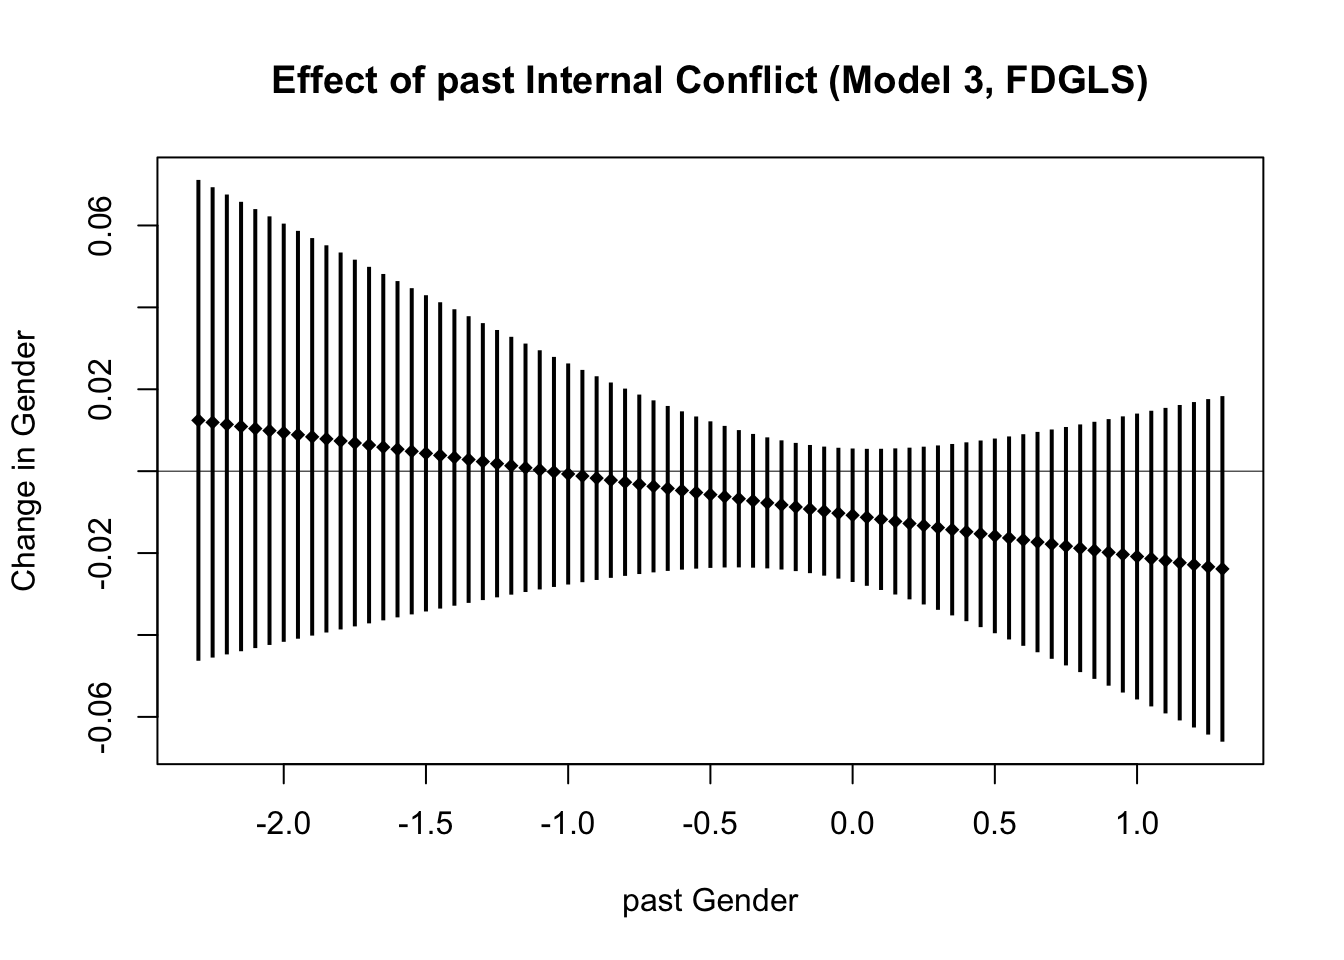 Effect of past Internal Conflict (Model 3, FDGLS)
Change in Gender
0.06
0.02
-0.02
-0.06
-2.0 -1.5 -1.0 -0.5 0.0 0.5 1.0
past Gender